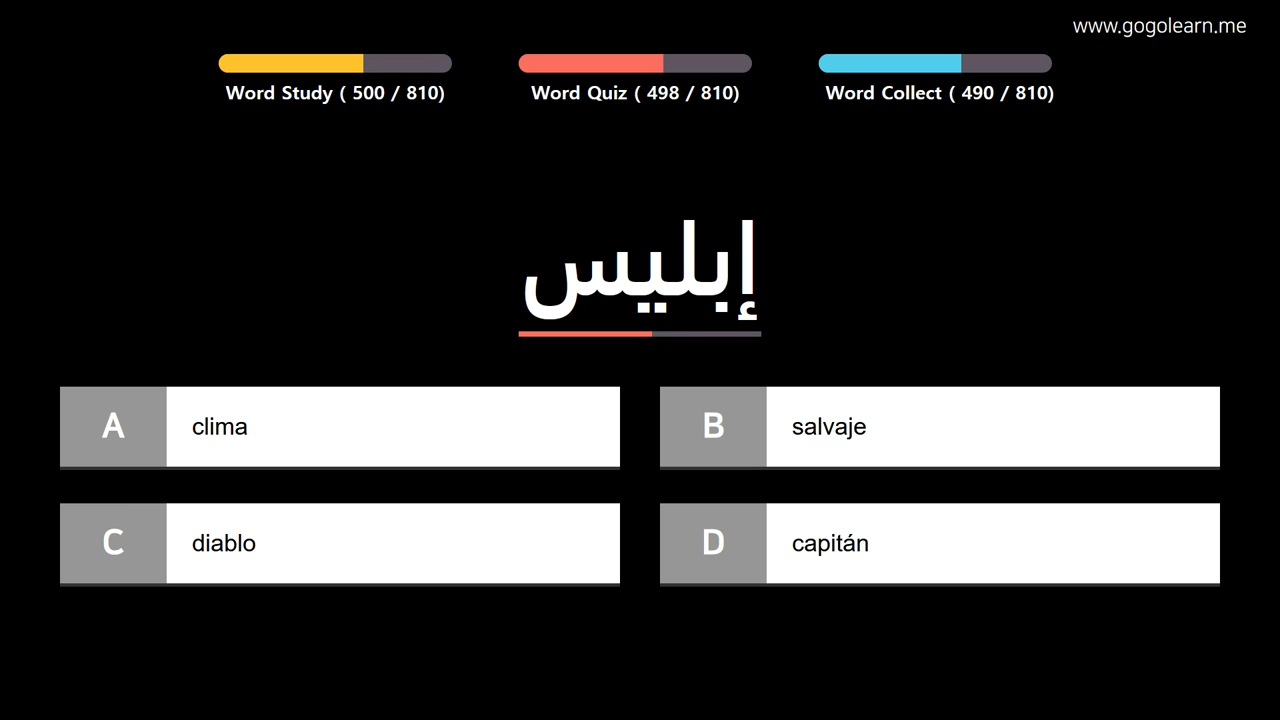 www.gogolearn.me
Word Study ( 500 / 810)
Word Quiz ( 498 / 810)
Word Collect ( 490 / 810)
إبليس
A clima
B salvaje
C diablo
D capitán